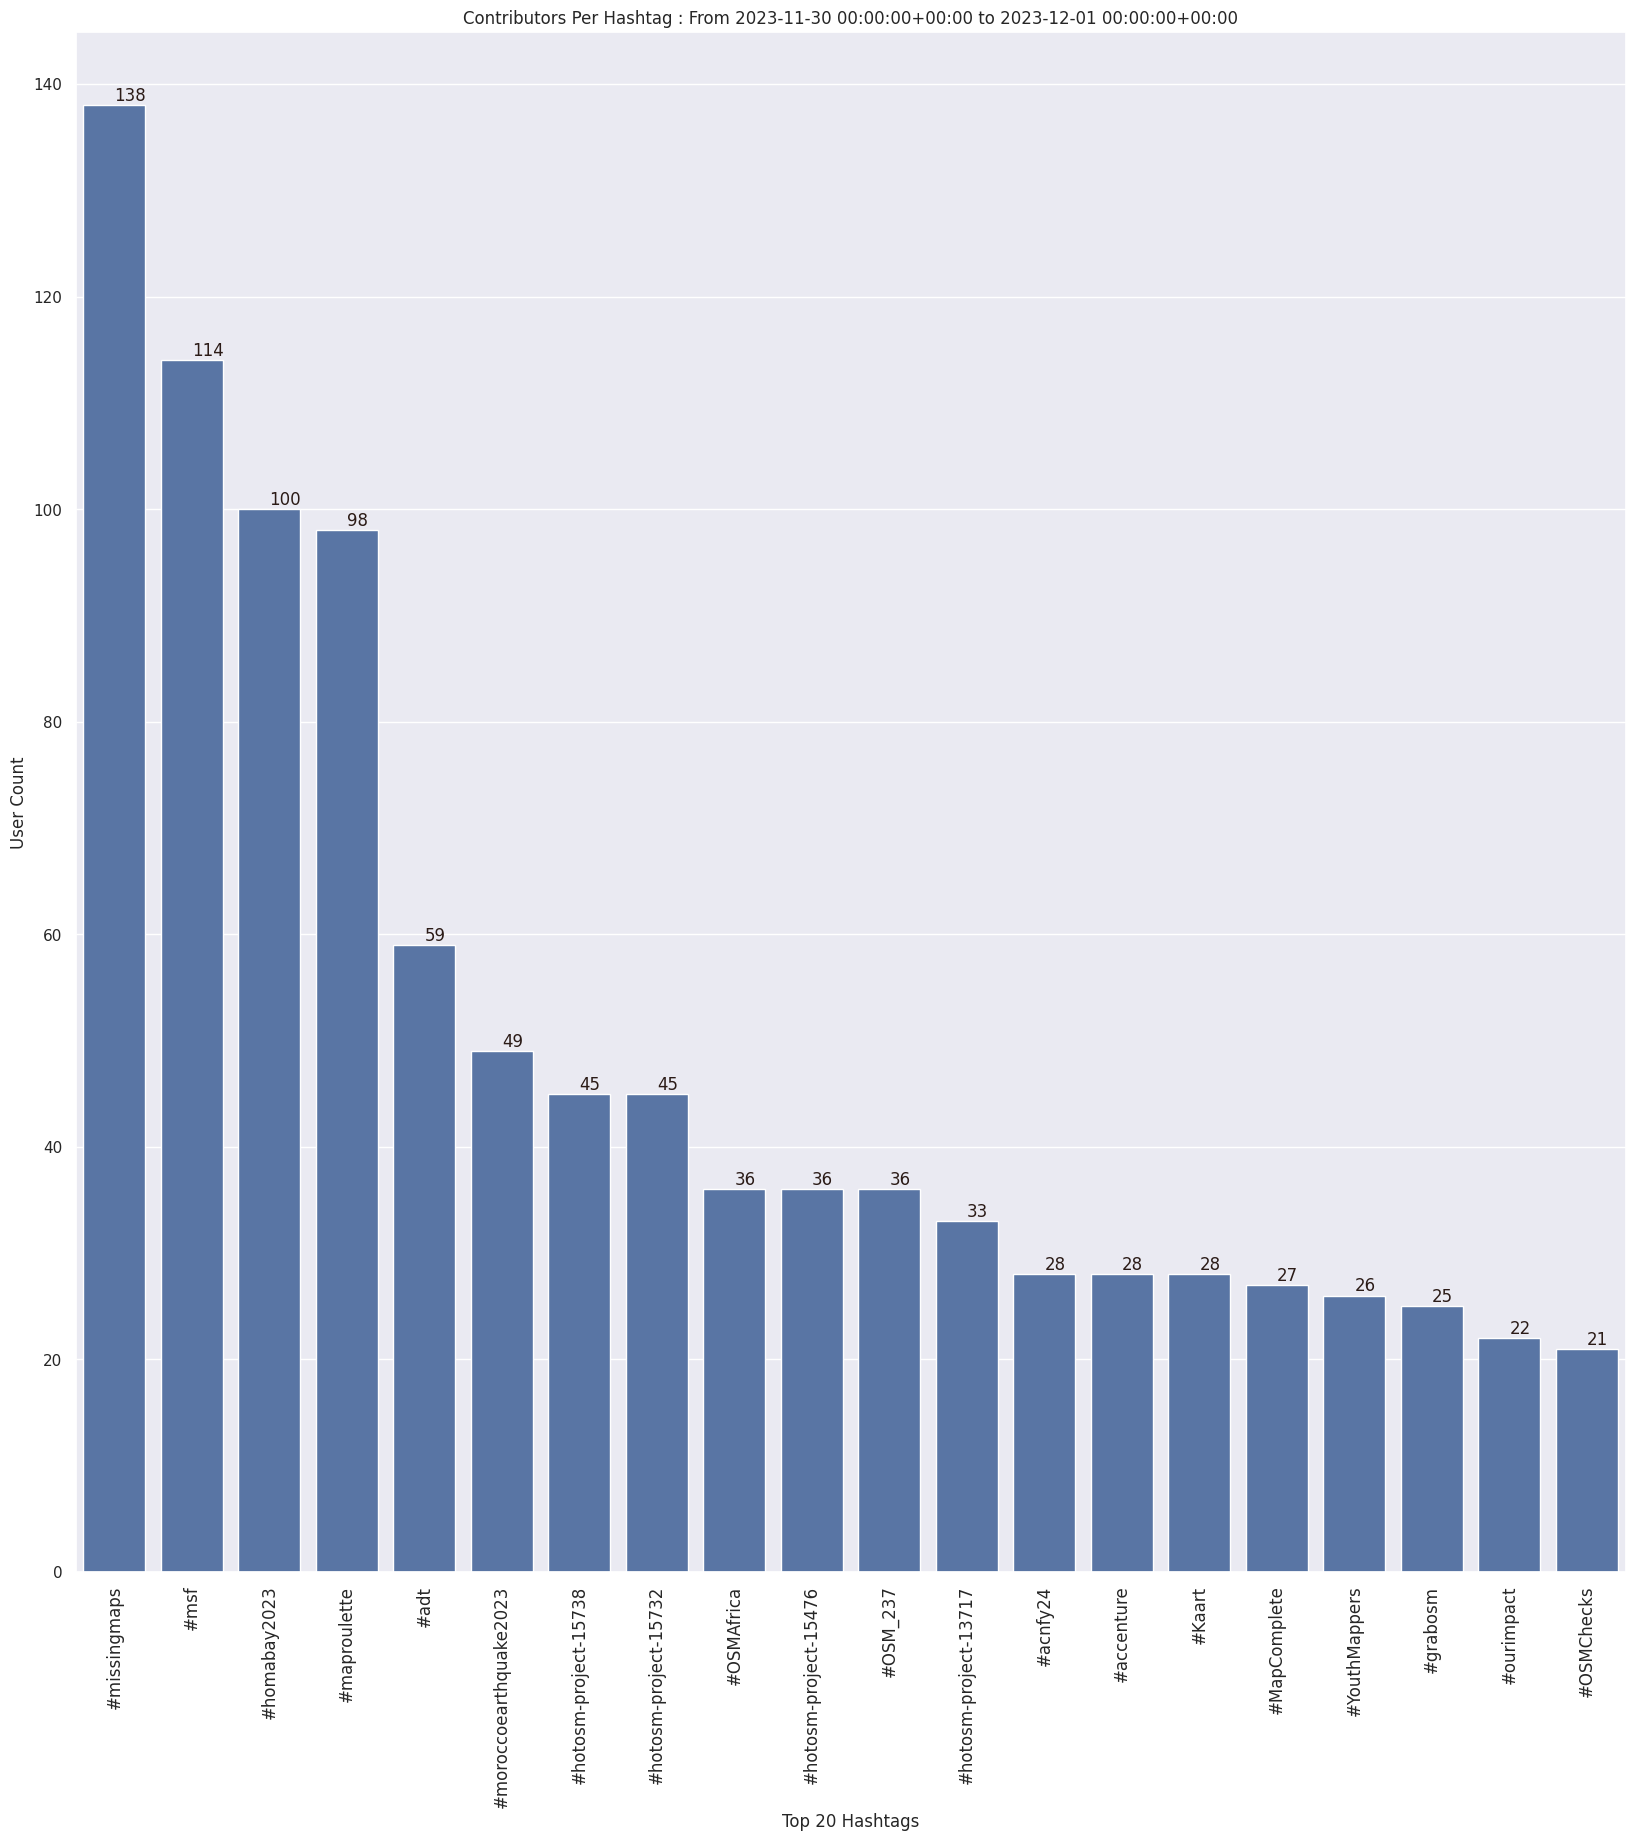 Contributors Per Hashtag : From 2023-11-30 00:00:00+00:00 to 2023-12-01 00:00:00+00:00
User Count
140
120
100
80
60
40
20
0
138
114
100
98
59
49
45
45
36
36
36
33
28
28
28
27
26
25
22
21
#missingmaps
#msf
#homabay2023
#maproulette
#adt
#moroccoearthquake2023
#hotosm-project-15738
#hotosm-project-15732
#OSMAfrica
#hotosm-project-15476
#OSM_237
#hotosm-project-13717
#acnfy24
#accenture
#Kaart
#MapComplete
#YouthMappers
#grabosm
#ourimpact
#OSMChecks
Top 20 Hashtags